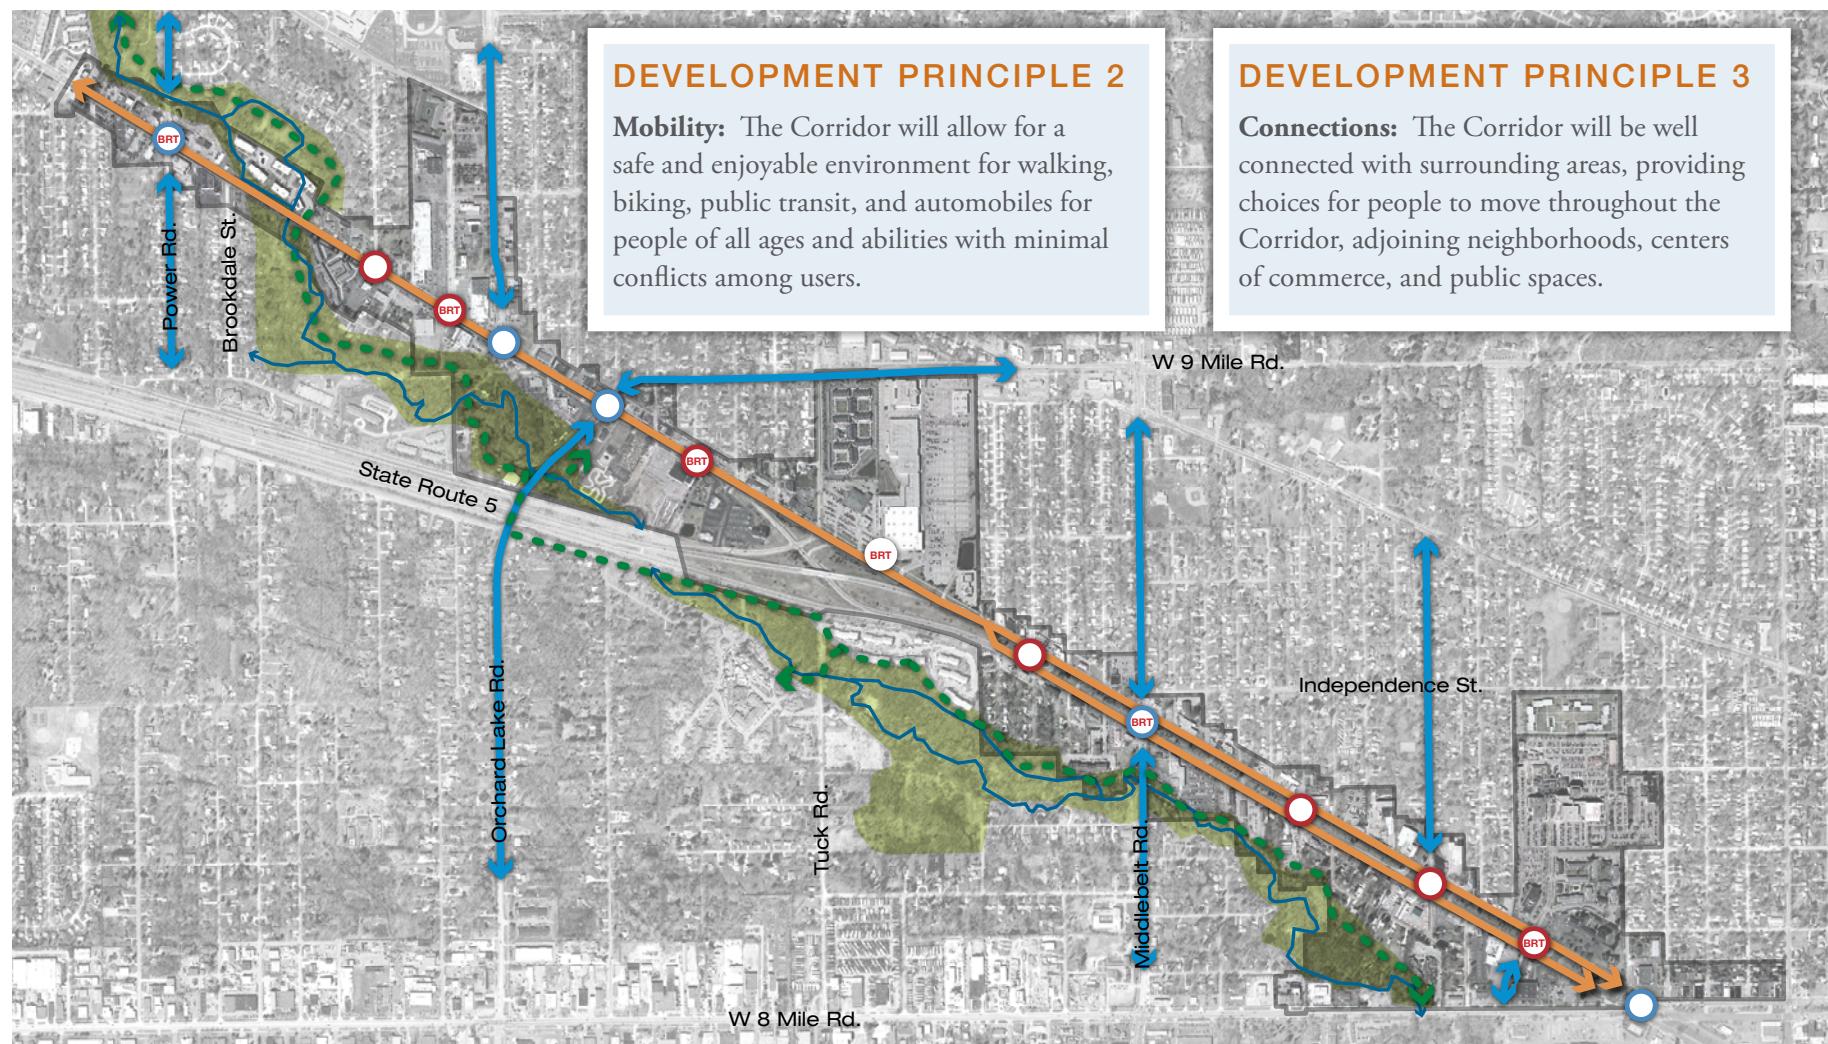 DEVELOPMENT PRINCIPLE 2
Mobility: The Corridor will allow for a
safe and enjoyable environment for walking,
biking, public transit, and automobiles for
people of all ages and abilities with minimal
conflicts among users.
DEVELOPMENT PRINCIPLE 3
Connections: The Corridor will be well
connected with surrounding areas, providing
choices for people to move throughout the
Corridor, adjoining neighborhoods, centers
of commerce, and public spaces.
BRT
Power Rd.
Brookdale St.
BRT
W 9 Mile Rd.
BRT
State Route 5
BRT
Orchard Lake Rd.
Independence St.
BRT
Tuck Rd.
Middlebelt Rd.
BRT
W 8 Mile Rd.